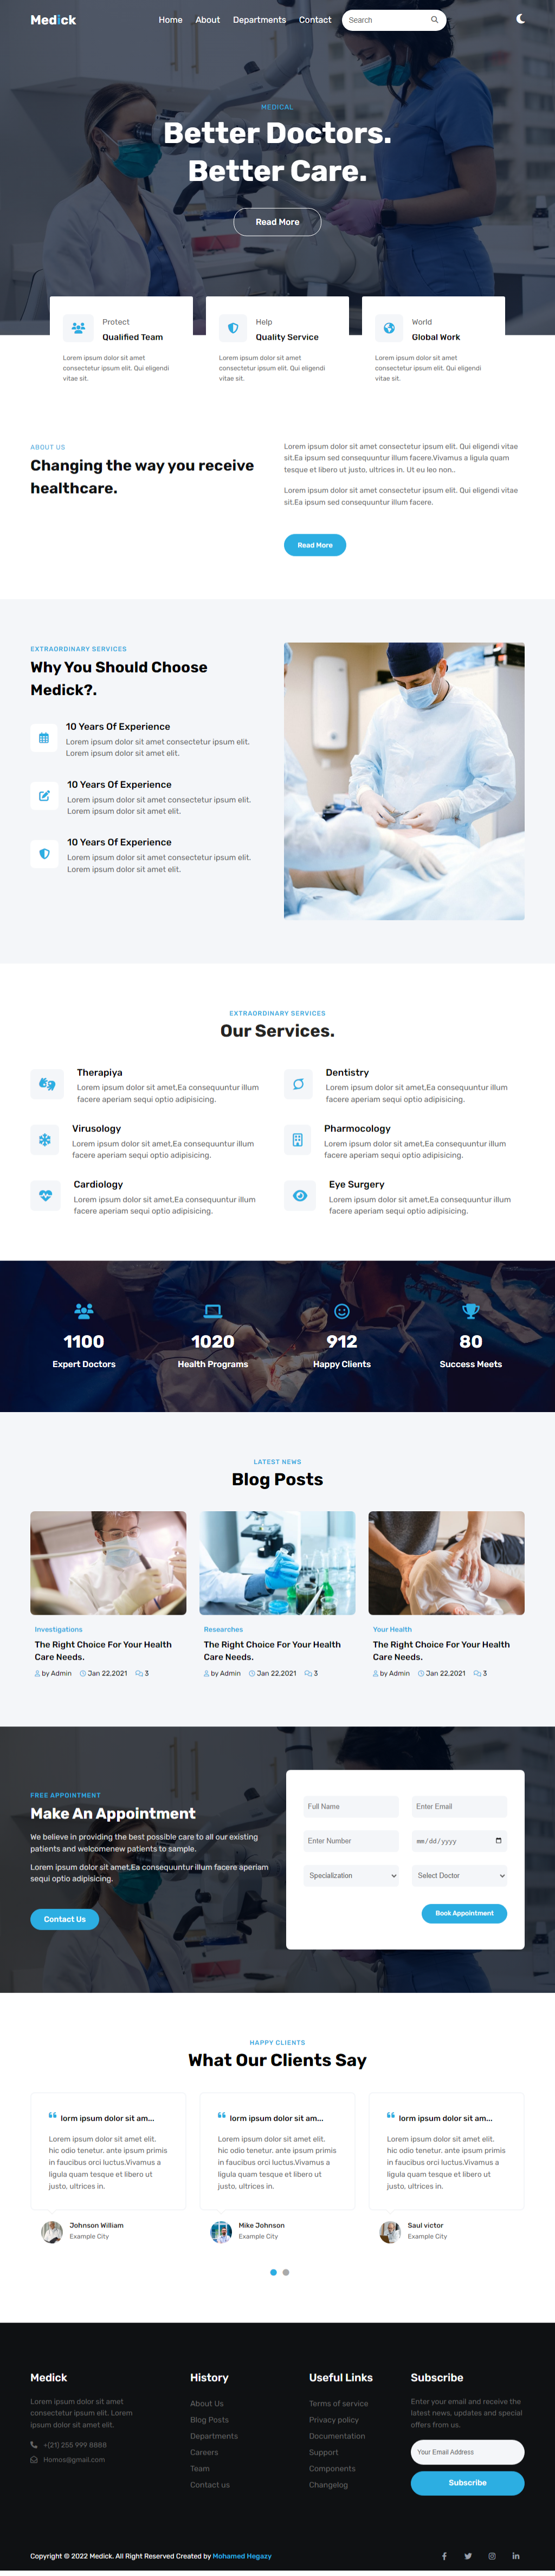 Medick
Home About Departments Contact Search
MEDICAL
Better Doctors.
Better Care.
Read More
Protect
Qualified Team
Lorem ipsum dolor sit amet
consectetur ipsum elit. Qui eligendi
vitae sit.
Help
Quality Service
Lorem ipsum dolor sit amet
consectetur ipsum elit. Qui eligendi
vitae sit.
World
Global Work
Lorem ipsum dolor sit amet
consectetur ipsum elit. Qui eligendi
vitae sit.
ABOUT US
Changing the way you receive
healthcare.
Lorem ipsum dolor sit amet consectetur ipsum elit. Qui eligendi vitae
sit.Ea ipsum sed consequuntur illum facere.Vivamus a ligula quam
tesque et libero ut justo, ultrices in. Ut eu leo non..
Lorem ipsum dolor sit amet consectetur ipsum elit. Qui eligendi vitae
sit.Ea ipsum sed consequuntur illum facere.
Read More
EXTRAORDINARY SERVICES
Why You Should Choose
Medick?.
10 Years Of Experience
Lorem ipsum dolor sit amet consectetur ipsum elit.
Lorem ipsum dolor sit amet elit.
10 Years Of Experience
Lorem ipsum dolor sit amet consectetur ipsum elit.
Lorem ipsum dolor sit amet elit.
10 Years Of Experience
Lorem ipsum dolor sit amet consectetur ipsum elit.
Lorem ipsum dolor sit amet elit.
EXTRAORDINARY SERVICES
Our Services.
Therapiya
Lorem ipsum dolor sit amet,Ea consequuntur illum
facere aperiam sequi optio adipisicing.
Dentistry
Lorem ipsum dolor sit amet,Ea consequuntur illum
facere aperiam sequi optio adipisicing.
Virusology
Lorem ipsum dolor sit amet,Ea consequuntur illum
facere aperiam sequi optio adipisicing.
Pharmocology
Lorem ipsum dolor sit amet,Ea consequuntur illum
facere aperiam sequi optio adipisicing.
Cardiology
Lorem ipsum dolor sit amet,Ea consequuntur illum
facere aperiam sequi optio adipisicing.
Eye Surgery
Lorem ipsum dolor sit amet,Ea consequuntur illum
facere aperiam sequi optio adipisicing.
1100
Expert Doctors
1020
Health Programs
912
Happy Clients
80
Success Meets
LATEST NEWS
Blog Posts
Investigations
The Right Choice For Your Health
Care Needs.
by Admin Jan 22,2021 3
Researches
The Right Choice For Your Health
Care Needs.
by Admin Jan 22,2021 3
Your Health
The Right Choice For Your Health
Care Needs.
by Admin Jan 22,2021 3
FREE APPOINTMENT
Make An Appointment
We believe in providing the best possible care to all our existing
patients and welcomenew patients to sample.
Lorem ipsum dolor sit amet,Ea consequuntur illum facere aperiam
sequi optio adipisicing.
Contact Us
Full Name
Enter Email
Enter Number
mm/dd/yyyy
Specialization
Select Doctor
Book Appointment
HAPPY CLIENTS
What Our Clients Say
lorm ipsum dolor sit am...
Lorem ipsum dolor sit amet elit.
hic odio tenetur. ante ipsum primis
in faucibus orci luctus.Vivamus a
ligula quam tesque et libero ut
justo, ultrices in.
Johnson William
Example City
lorm ipsum dolor sit am...
Lorem ipsum dolor sit amet elit.
hic odio tenetur. ante ipsum primis
in faucibus orci luctus.Vivamus a
ligula quam tesque et libero ut
justo, ultrices in.
Mike Johnson
Example City
lorm ipsum dolor sit am...
Lorem ipsum dolor sit amet elit.
hic odio tenetur. ante ipsum primis
in faucibus orci luctus.Vivamus a
ligula quam tesque et libero ut
justo, ultrices in.
Saul victor
Example City
Medick
Lorem ipsum dolor sit amet
consectetur ipsum elit. Lorem
ipsum dolor sit amet elit.
+(21) 255 999 8888
Homos@gmail.com
History
About Us
Blog Posts
Departments
Careers
Team
Contact us
Useful Links
Terms of service
Privacy policy
Documentation
Support
Components
Changelog
Subscribe
Enter your email and receive the
latest news, updates and special
offers from us.
Your Email Address
Subscribe
Copyright © 2022 Medick. All Right Reserved Created by Mohamed Hegazy